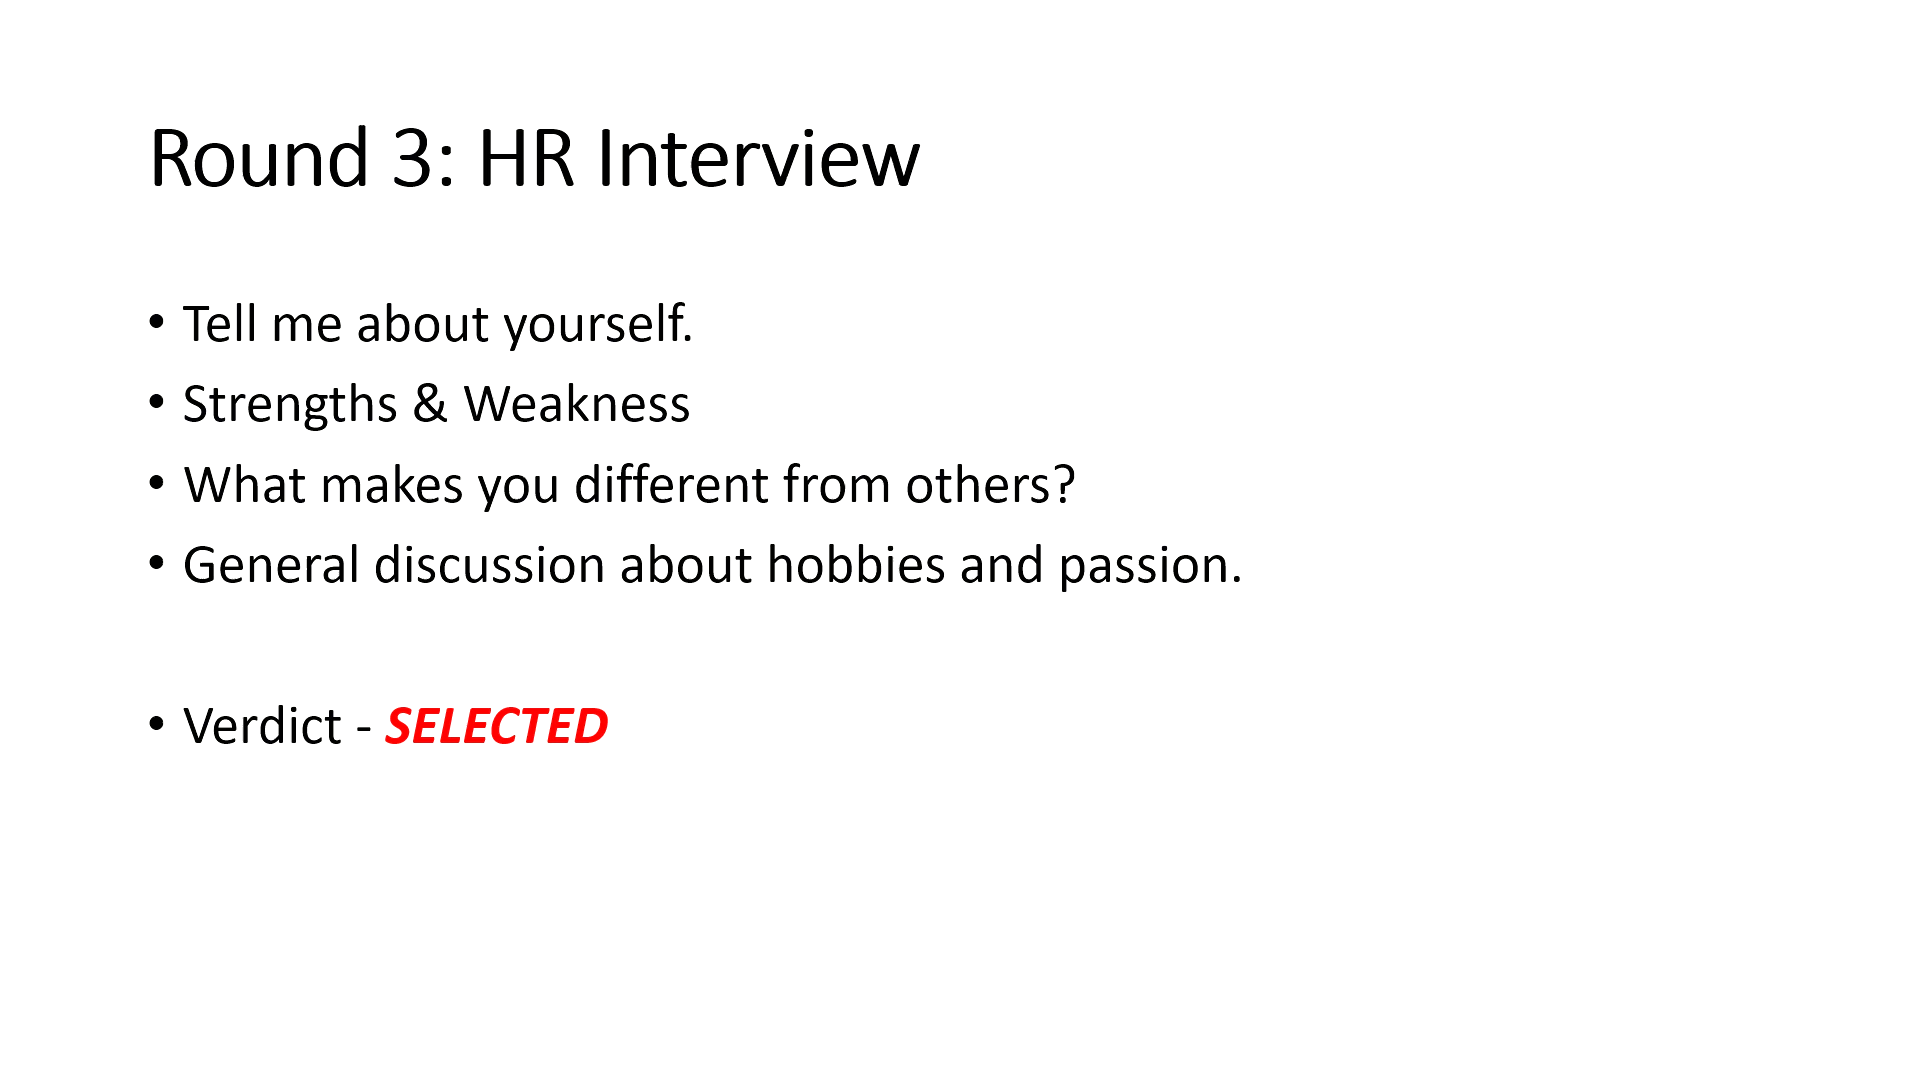 Round 3: HR Interview
• Tell me about yourself.
• Strengths & Weakness
• What makes you different from others?
• General discussion about hobbies and passion.
• Verdict - SELECTED